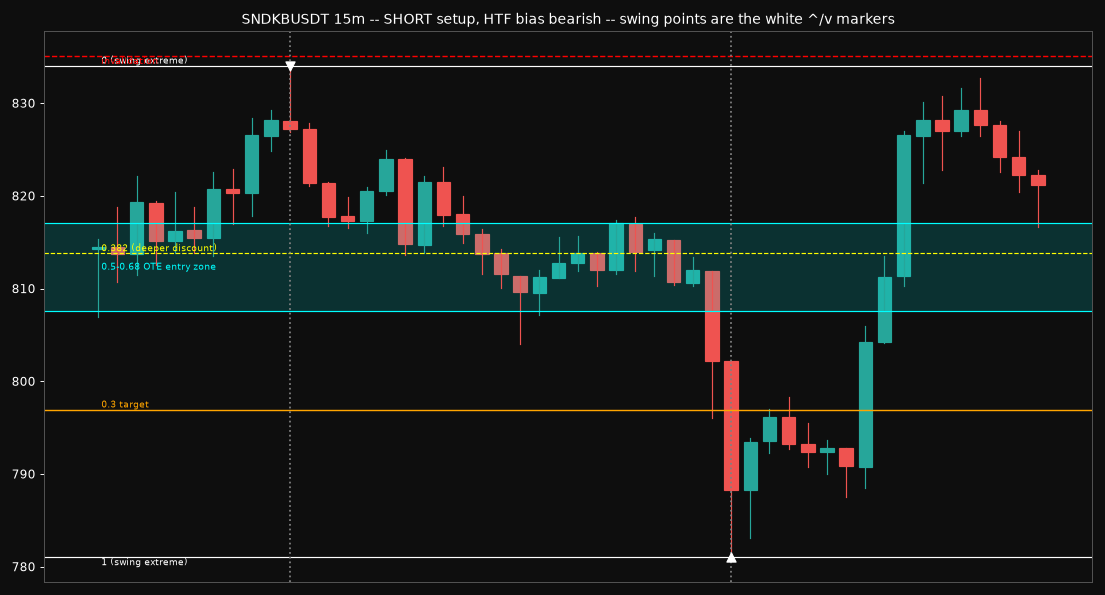 SNDKBUSDT 15m -- SHORT setup, HTF bias bearish -- swing points are the white ^/v markers
0 (swing extreme)
830
820
0.382 (deeper discount)
0.5-0.68 OTE entry zone
810
800
0.3 target
790
1 (swing extreme)
780